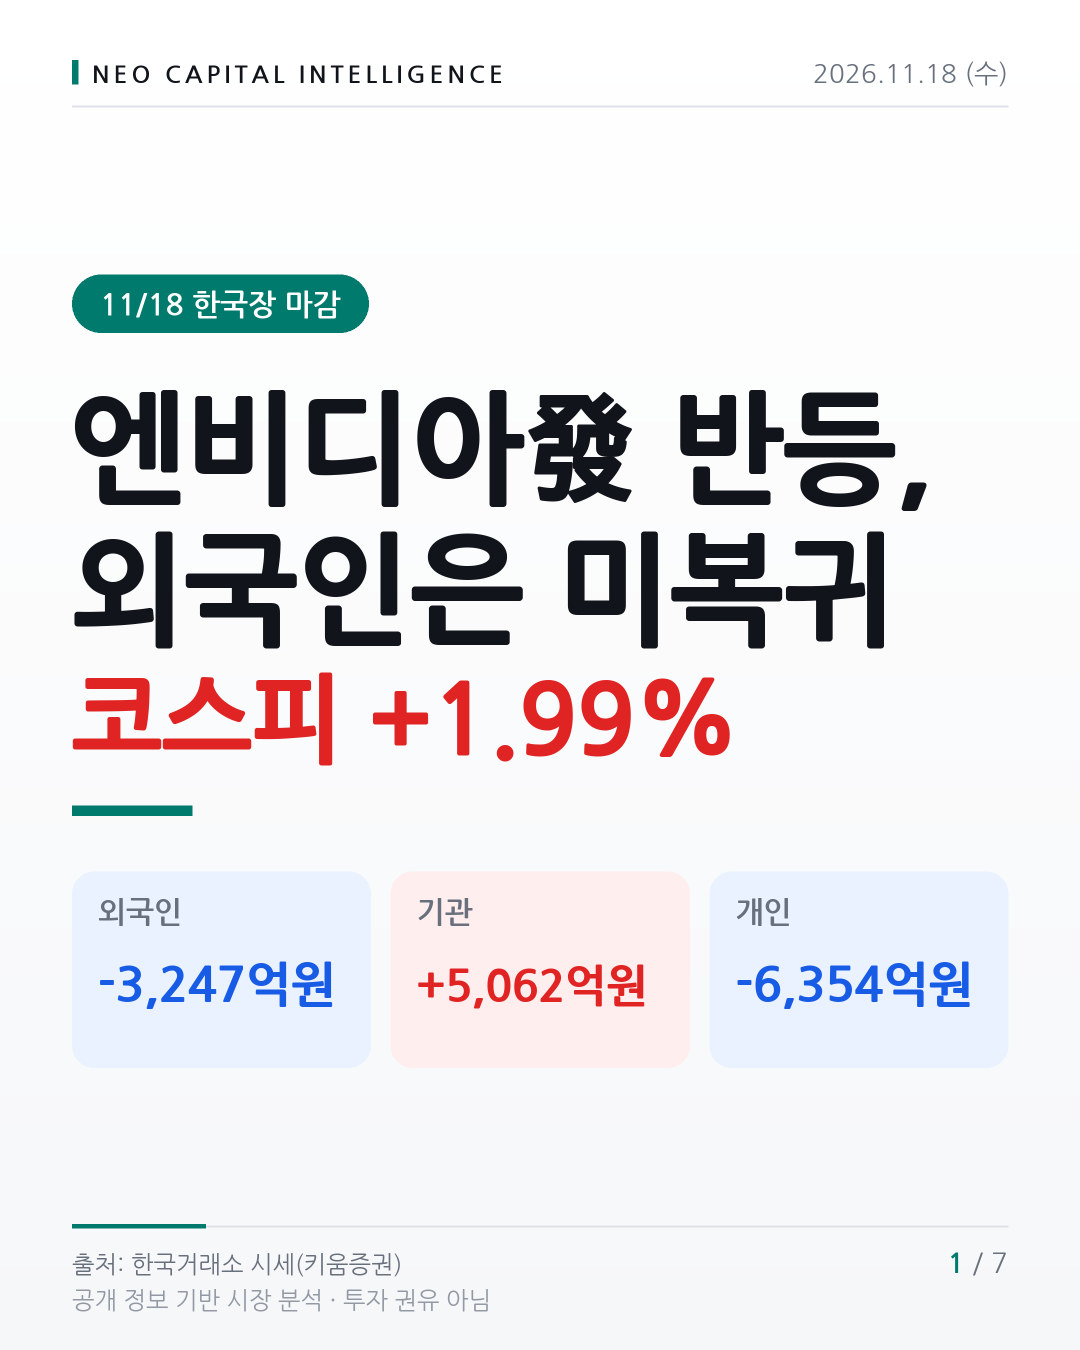 NEO CAPITAL INTELLIGENCE
2026.11.18 (수)
11/18 한국장 마감
엔비디아發 반등,
외국인은 미복귀
코스피 +1.99%
외국인
-3,247억원
기관
+5,062억원
개인
-6,354억원
출처: 한국거래소 시세(키움증권)
1 / 7
공개 정보 기반 시장 분석 · 투자 권유 아님